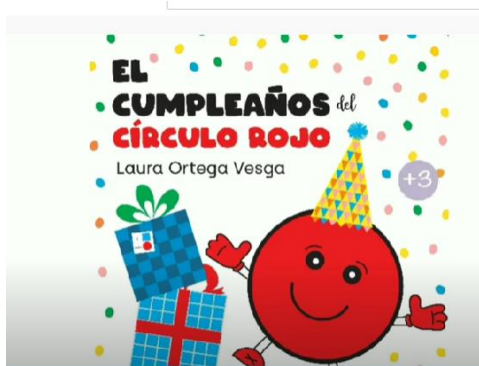 EL
CUMPLEAÑOS del
CÍRCULO ROJO
Laura Ortega Vesga
+3